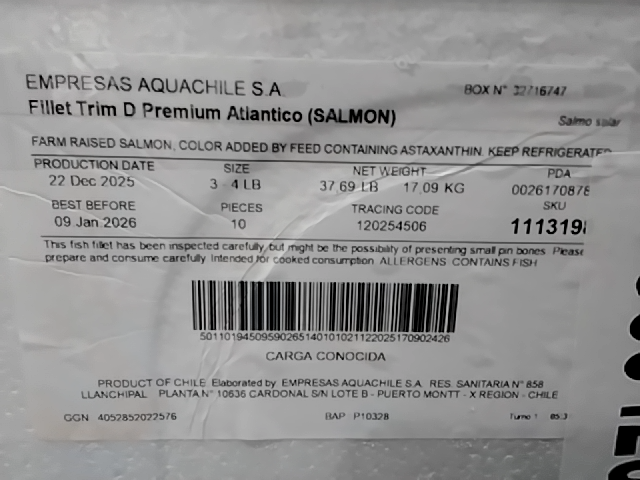 EMPRESAS AQUACHILE S.A.
BOX N° 32716747
Fillet Trim D Premium Atlantico (SALMON)
Salmo salar
FARM RAISED SALMON, COLOR ADDED BY FEED CONTAINING ASTAXANTHIN. KEEP REFRIGERATED
PRODUCTION DATE SIZE NET WEIGHT PDA
22 Dec 2025 3 - 4 LB 37.69 LB 17.09 KG 0026170878
BEST BEFORE PIECES TRACING CODE SKU
09 Jan 2026 10 120254506 1113198
This fish fillet has been inspected carefully, but might be the possibility of presenting small pin bones. Please
prepare and consume carefully. Intended for cooked consumption. ALLERGENS: CONTAINS FISH
50110194509590265140101021122025170902426
CARGA CONOCIDA
PRODUCT OF CHILE. Elaborated by: EMPRESAS AQUACHILE S.A. RES. SANITARIA N° 858
LLANCHIPAL PLANTA N° 10636 CARDONAL S/N LOTE B - PUERTO MONTT - X REGION - CHILE
GGN: 4052852022576 BAP P10328 Turno 1